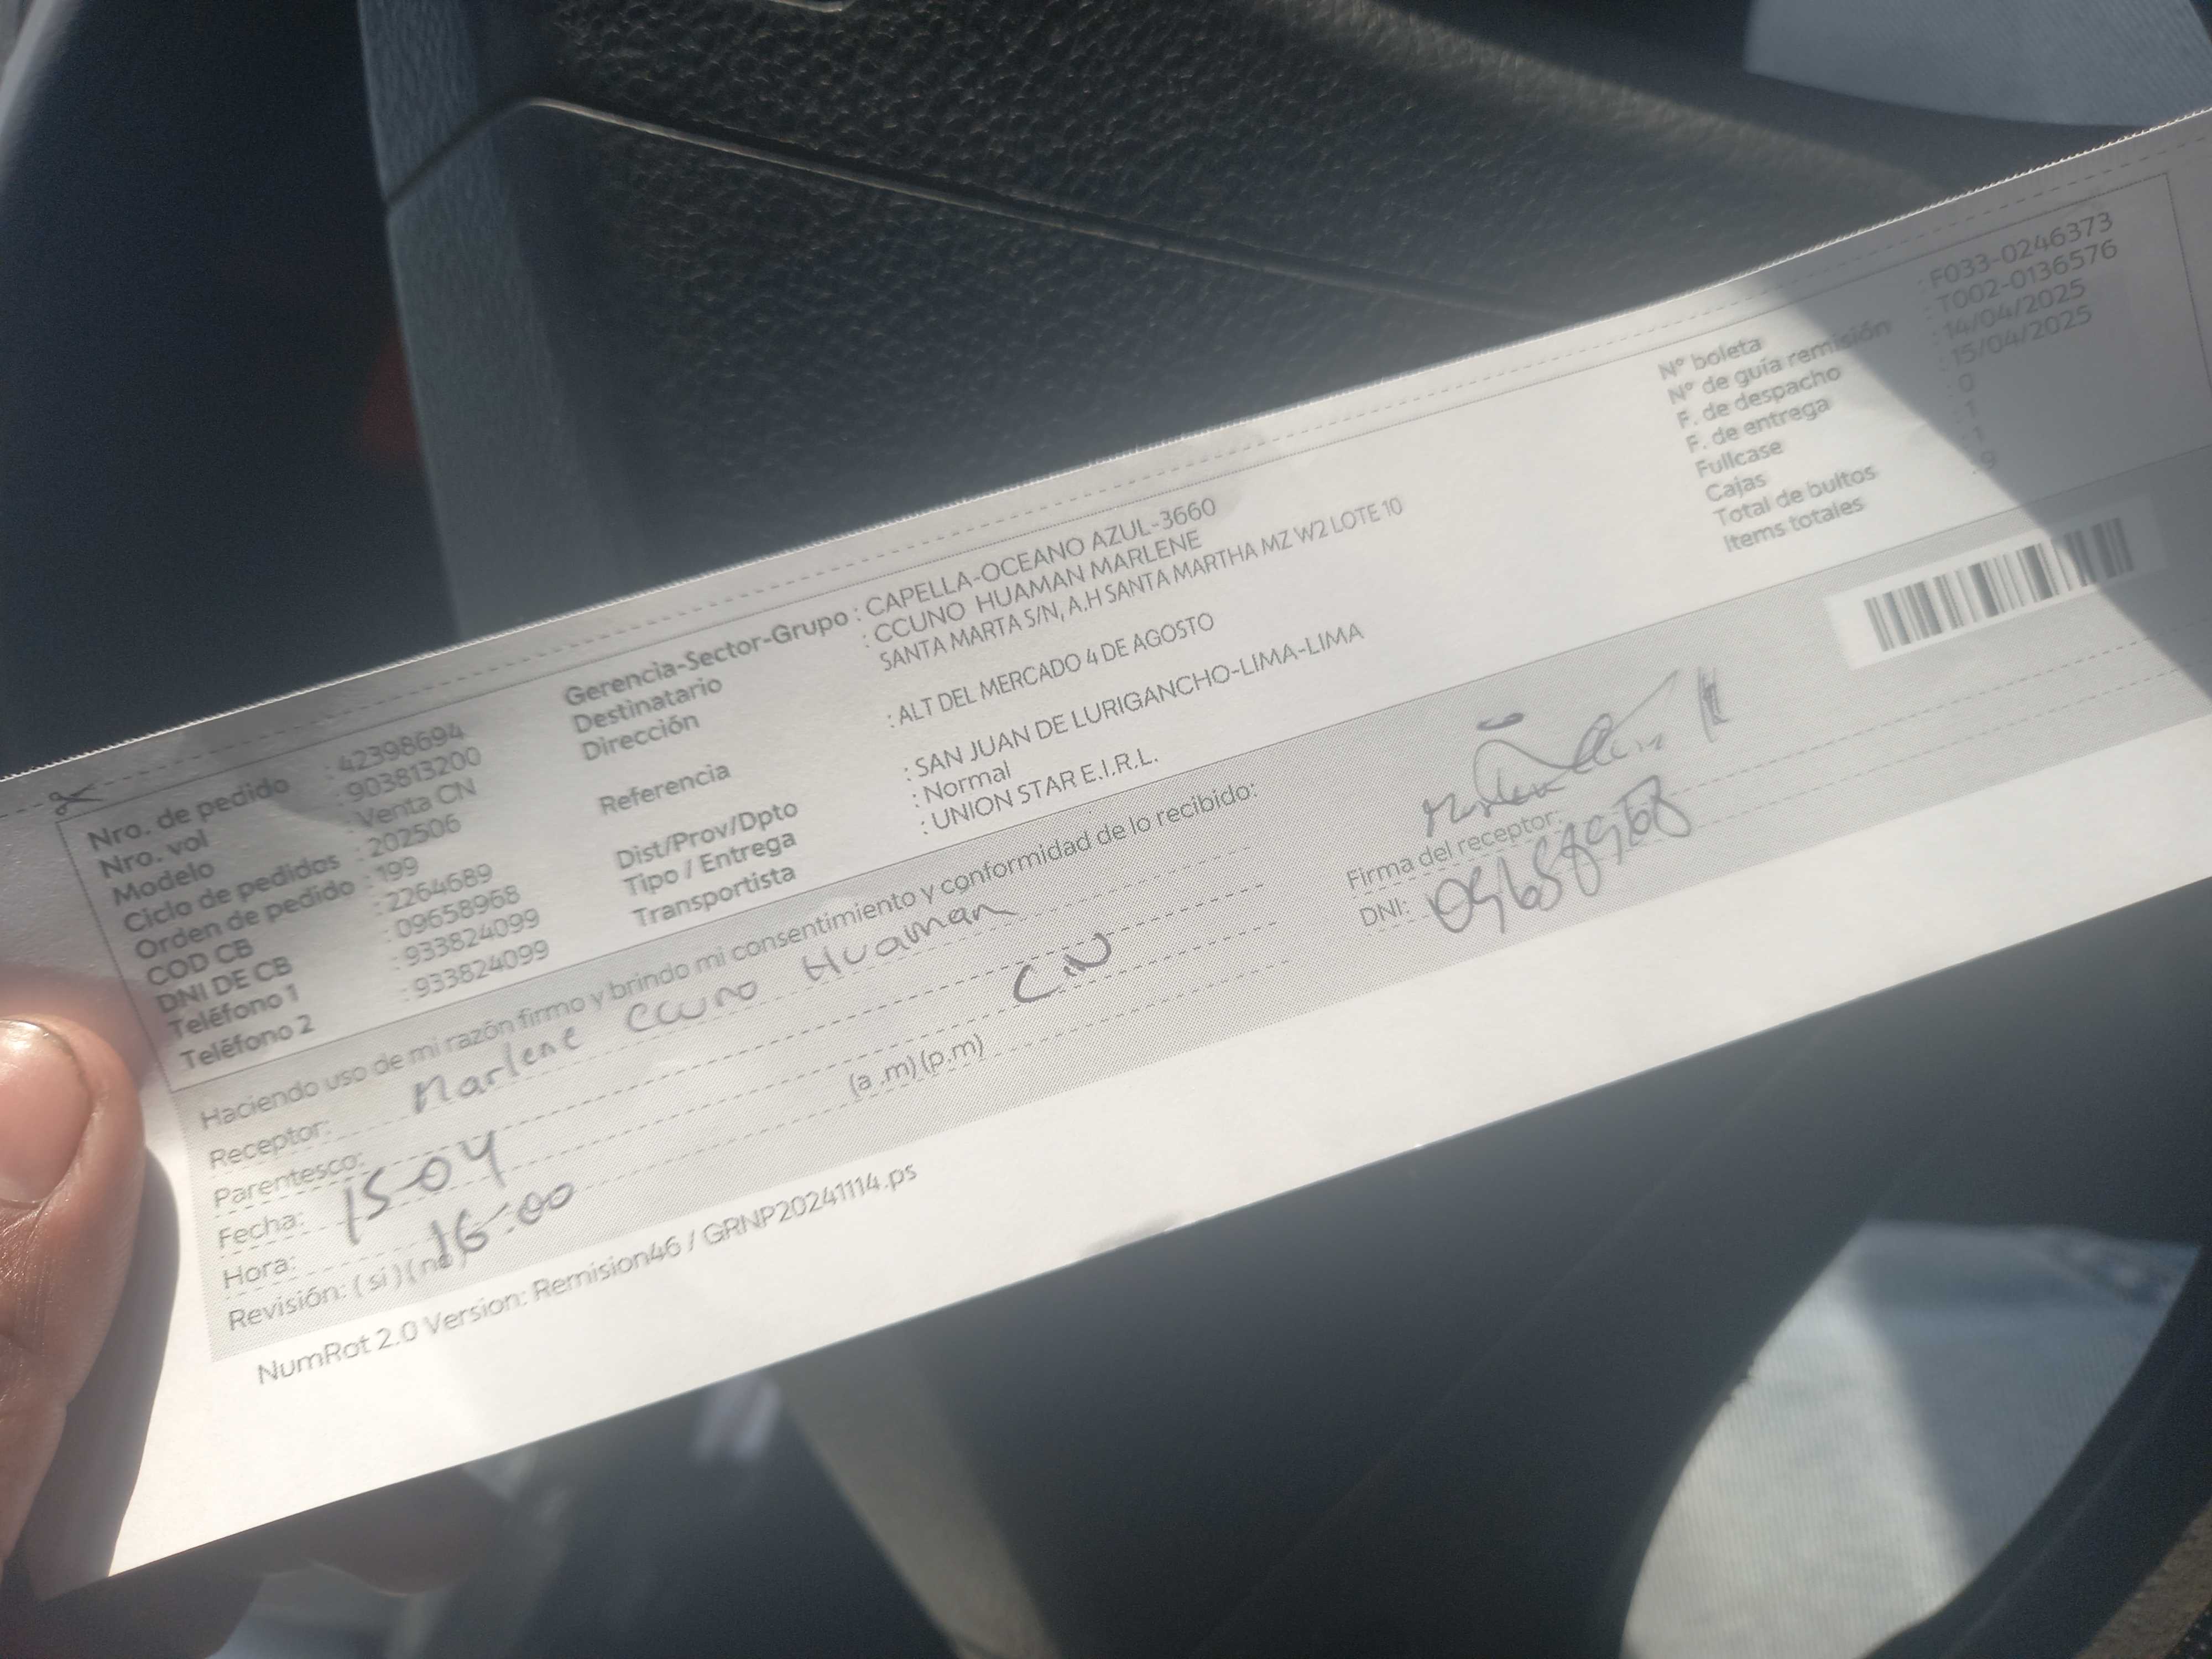 Nro. de pedido : 42398694
Nro. vol : 903813200
Modelo : Venta CN
Ciclo de pedidos : 202506
Orden de pedido : 199
COD CB : 2264689
DNI DE CB : 09658968
Teléfono 1 : 933824099
Teléfono 2 : 933824099
Gerencia-Sector-Grupo : CAPELLA-OCEANO AZUL-3660
Destinatario : CCUNO HUAMAN MARLENE
Dirección SANTA MARTA S/N, A.H SANTA MARTHA MZ W2 LOTE 10
Referencia : ALT DEL MERCADO 4 DE AGOSTO
Dist/Prov/Dpto : SAN JUAN DE LURIGANCHO-LIMA-LIMA
Tipo / Entrega : Normal
Transportista : UNION STAR E.I.R.L.
N° boleta : F033-0246373
N° de guía remisión : T002-0136576
F. de despacho : 14/04/2025
F. de entrega : 15/04/2025
Fullcase : 0
Cajas : 1
Total de bultos : 1
Items totales : 9
Haciendo uso de mi razón firmo y brindo mi consentimiento y conformidad de lo recibido:
Receptor: Marlene Ccuno Huaman
Parentesco: C.N
Fecha: 15-04
Hora: 16:00 (a .m) (p.m)
Revisión: ( si ) ( no )
Firma del receptor:
DNI: 09658968
NumRot 2.0 Version: Remision46 / GRNP20241114.ps